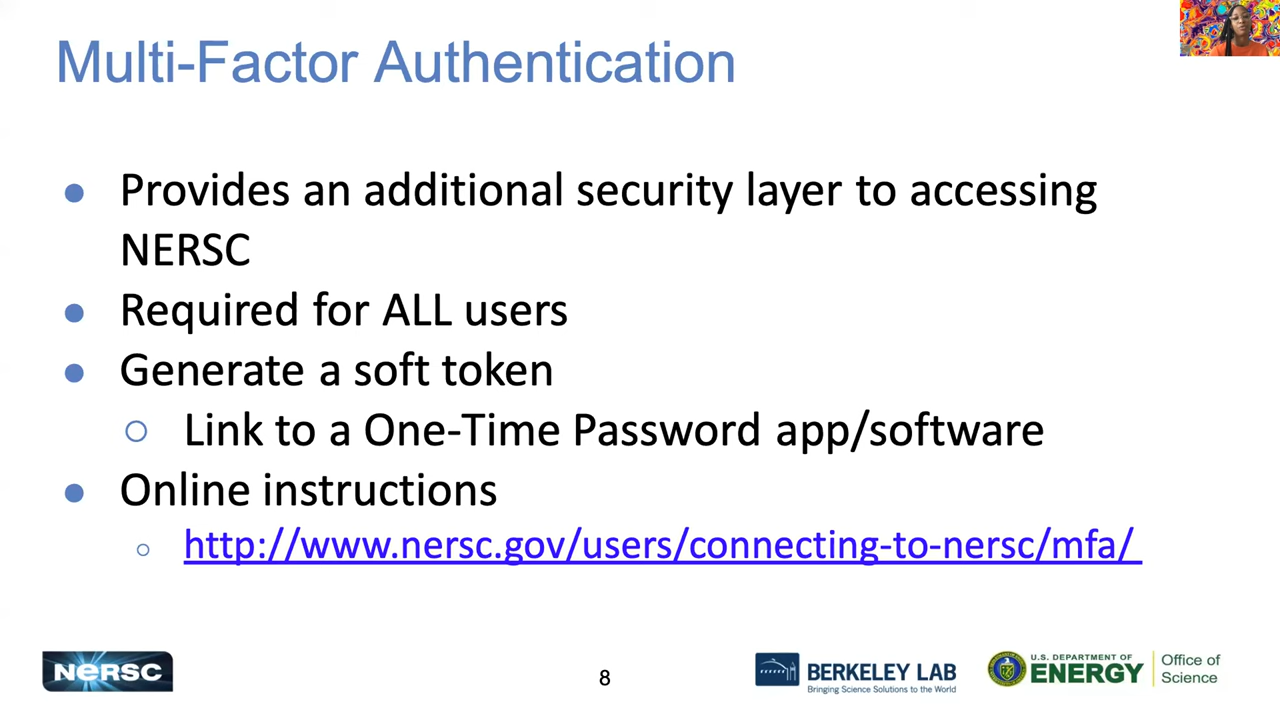 Multi-Factor Authentication
Provides an additional security layer to accessing
NERSC
Required for ALL users
Generate a soft token
Link to a One-Time Password app/software
Online instructions
http://www.nersc.gov/users/connecting-to-nersc/mfa/
NERSC
8
BERKELEY LAB
Bringing Science Solutions to the World
U.S. DEPARTMENT OF
ENERGY
Office of
Science